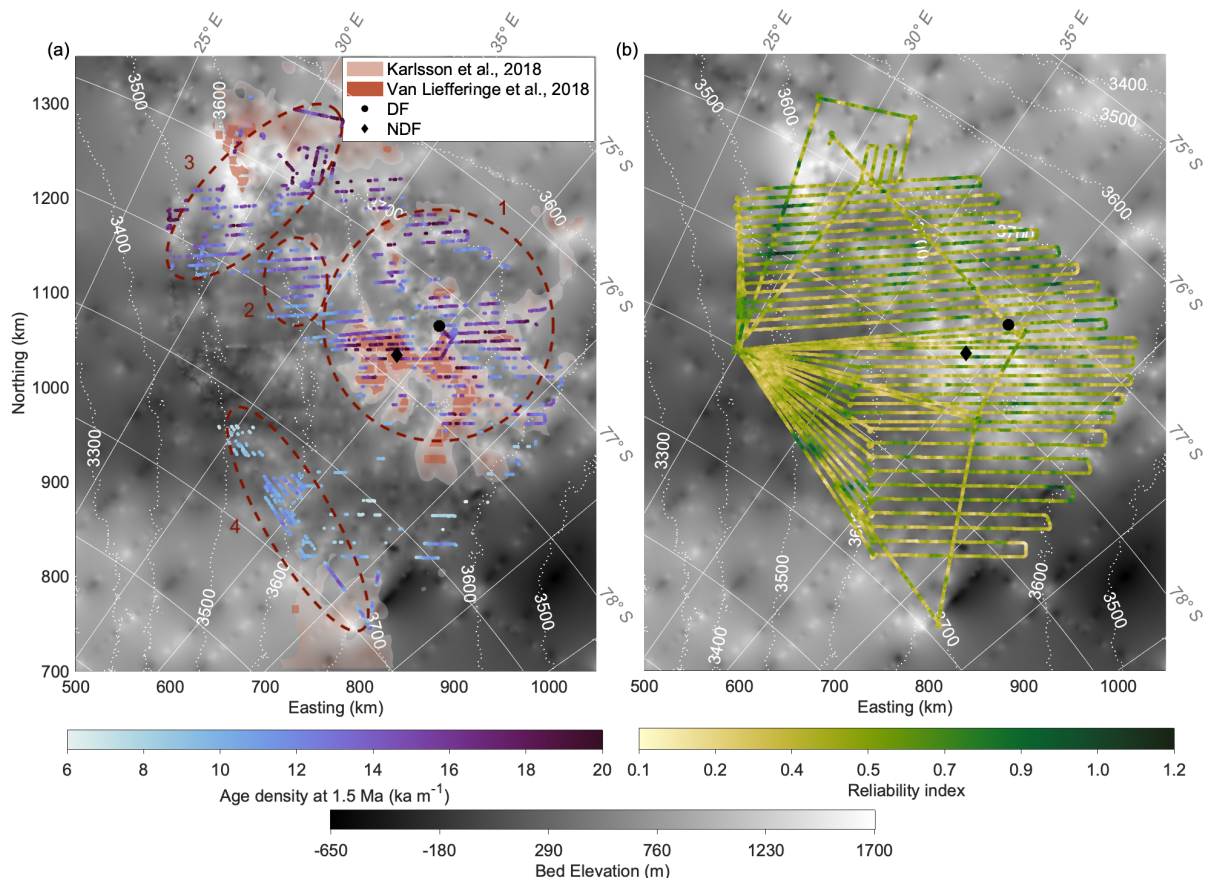 25° E
30° E
35° E
25° E
30° E
35° E
(a)
(b)
Karlsson et al., 2018
Van Liefferinge et al., 2018
DF
NDF
1300
1200
1100
1000
900
800
700
Northing (km)
3500
3600
3400
3300
3500
3600
3700
3600
3500
3600
1
2
3
4
75° S
76° S
77° S
78° S
500
600
700
800
900
1000
Easting (km)
3500
3600
3400
3500
3600
3300
3500
3400
3700
3600
3500
75° S
76° S
77° S
78° S
500
600
700
800
900
1000
Easting (km)
6
8
10
12
14
16
18
20
Age density at 1.5 Ma (ka m⁻¹)
0.1
0.2
0.4
0.5
0.7
0.9
1.0
1.2
Reliability index
-650
-180
290
760
1230
1700
Bed Elevation (m)